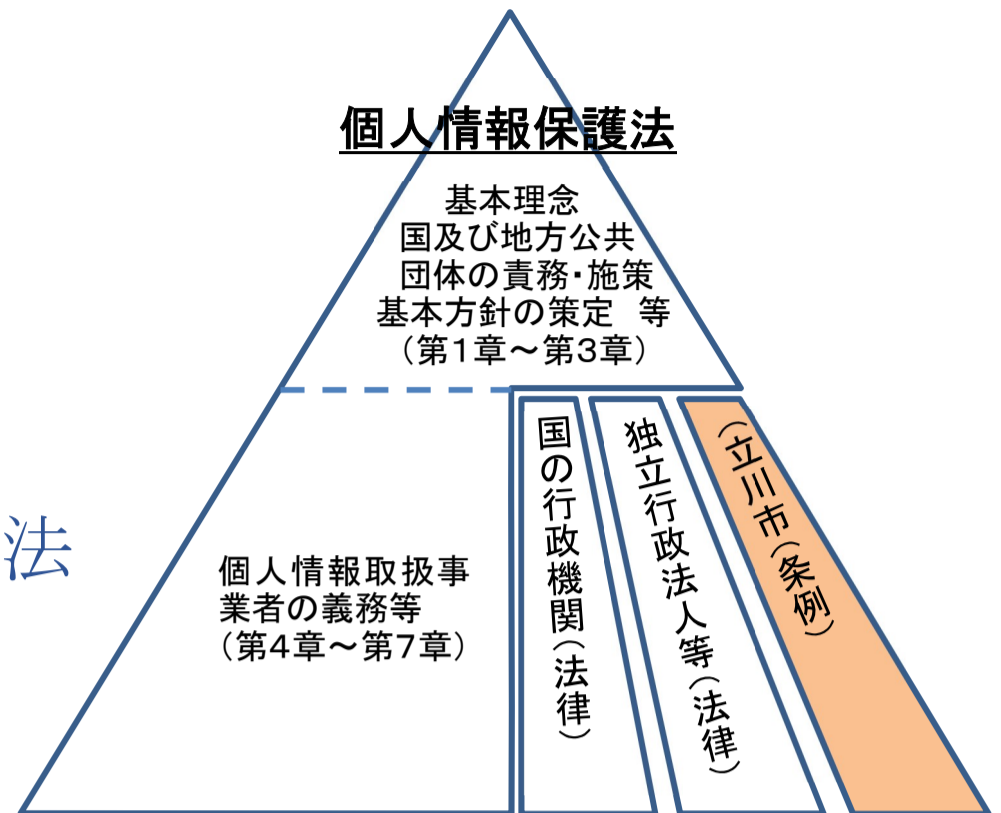 個人情報保護法
基本理念
国及び地方公共
団体の責務・施策
基本方針の策定　等
（第1章～第3章）
法
個人情報取扱事
業者の義務等
（第4章～第7章）
国の行政機関（法律）
独立行政法人等（法律）
（立川市（条例）